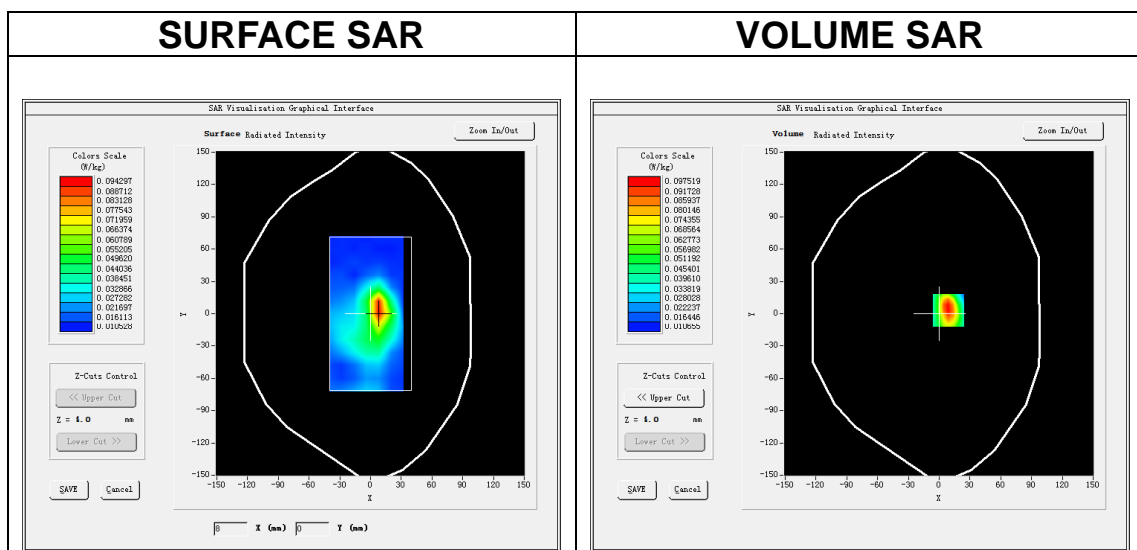 SURFACE SAR
VOLUME SAR
SAR Visualisation Graphical Interface
Surface Radiated Intensity
Zoom In/Out
Colors Scale
(W/kg)
0.094297
0.088712
0.083128
0.077543
0.071959
0.066374
0.060789
0.055205
0.049620
0.044036
0.038451
0.032866
0.027282
0.021697
0.016113
0.010528
Z-Cuts Control
<< Upper Cut
Z = 4.0 mm
Lower Cut >>
SAVE Cancel
150
120
90
60
30
0
-30
-60
-90
-120
-150
Y
-150 -120 -90 -60 -30 0 30 60 90 120 150
X
8 X (mm) 0 Y (mm)
SAR Visualisation Graphical Interface
Volume Radiated Intensity
Zoom In/Out
Colors Scale
(W/kg)
0.097519
0.091728
0.085937
0.080146
0.074355
0.068564
0.062773
0.056982
0.051192
0.045401
0.039610
0.033819
0.028028
0.022237
0.016446
0.010655
Z-Cuts Control
<< Upper Cut
Z = 4.0 mm
Lower Cut >>
SAVE Cancel
150
120
90
60
30
0
-30
-60
-90
-120
-150
Y
-150 -120 -90 -60 -30 0 30 60 90 120 150
X